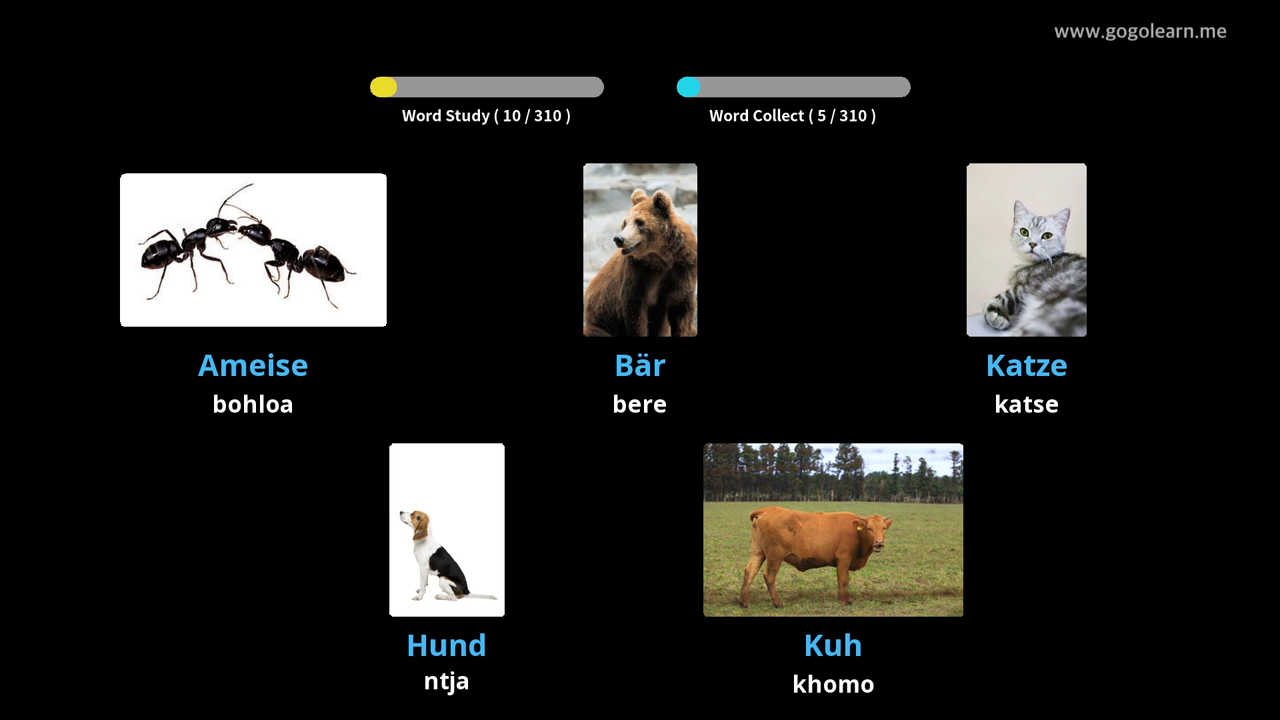 www.gogolearn.me
Word Study ( 10 / 310 )
Word Collect ( 5 / 310 )
Ameise
bohloa
Bär
bere
Katze
katse
Hund
ntja
Kuh
khomo